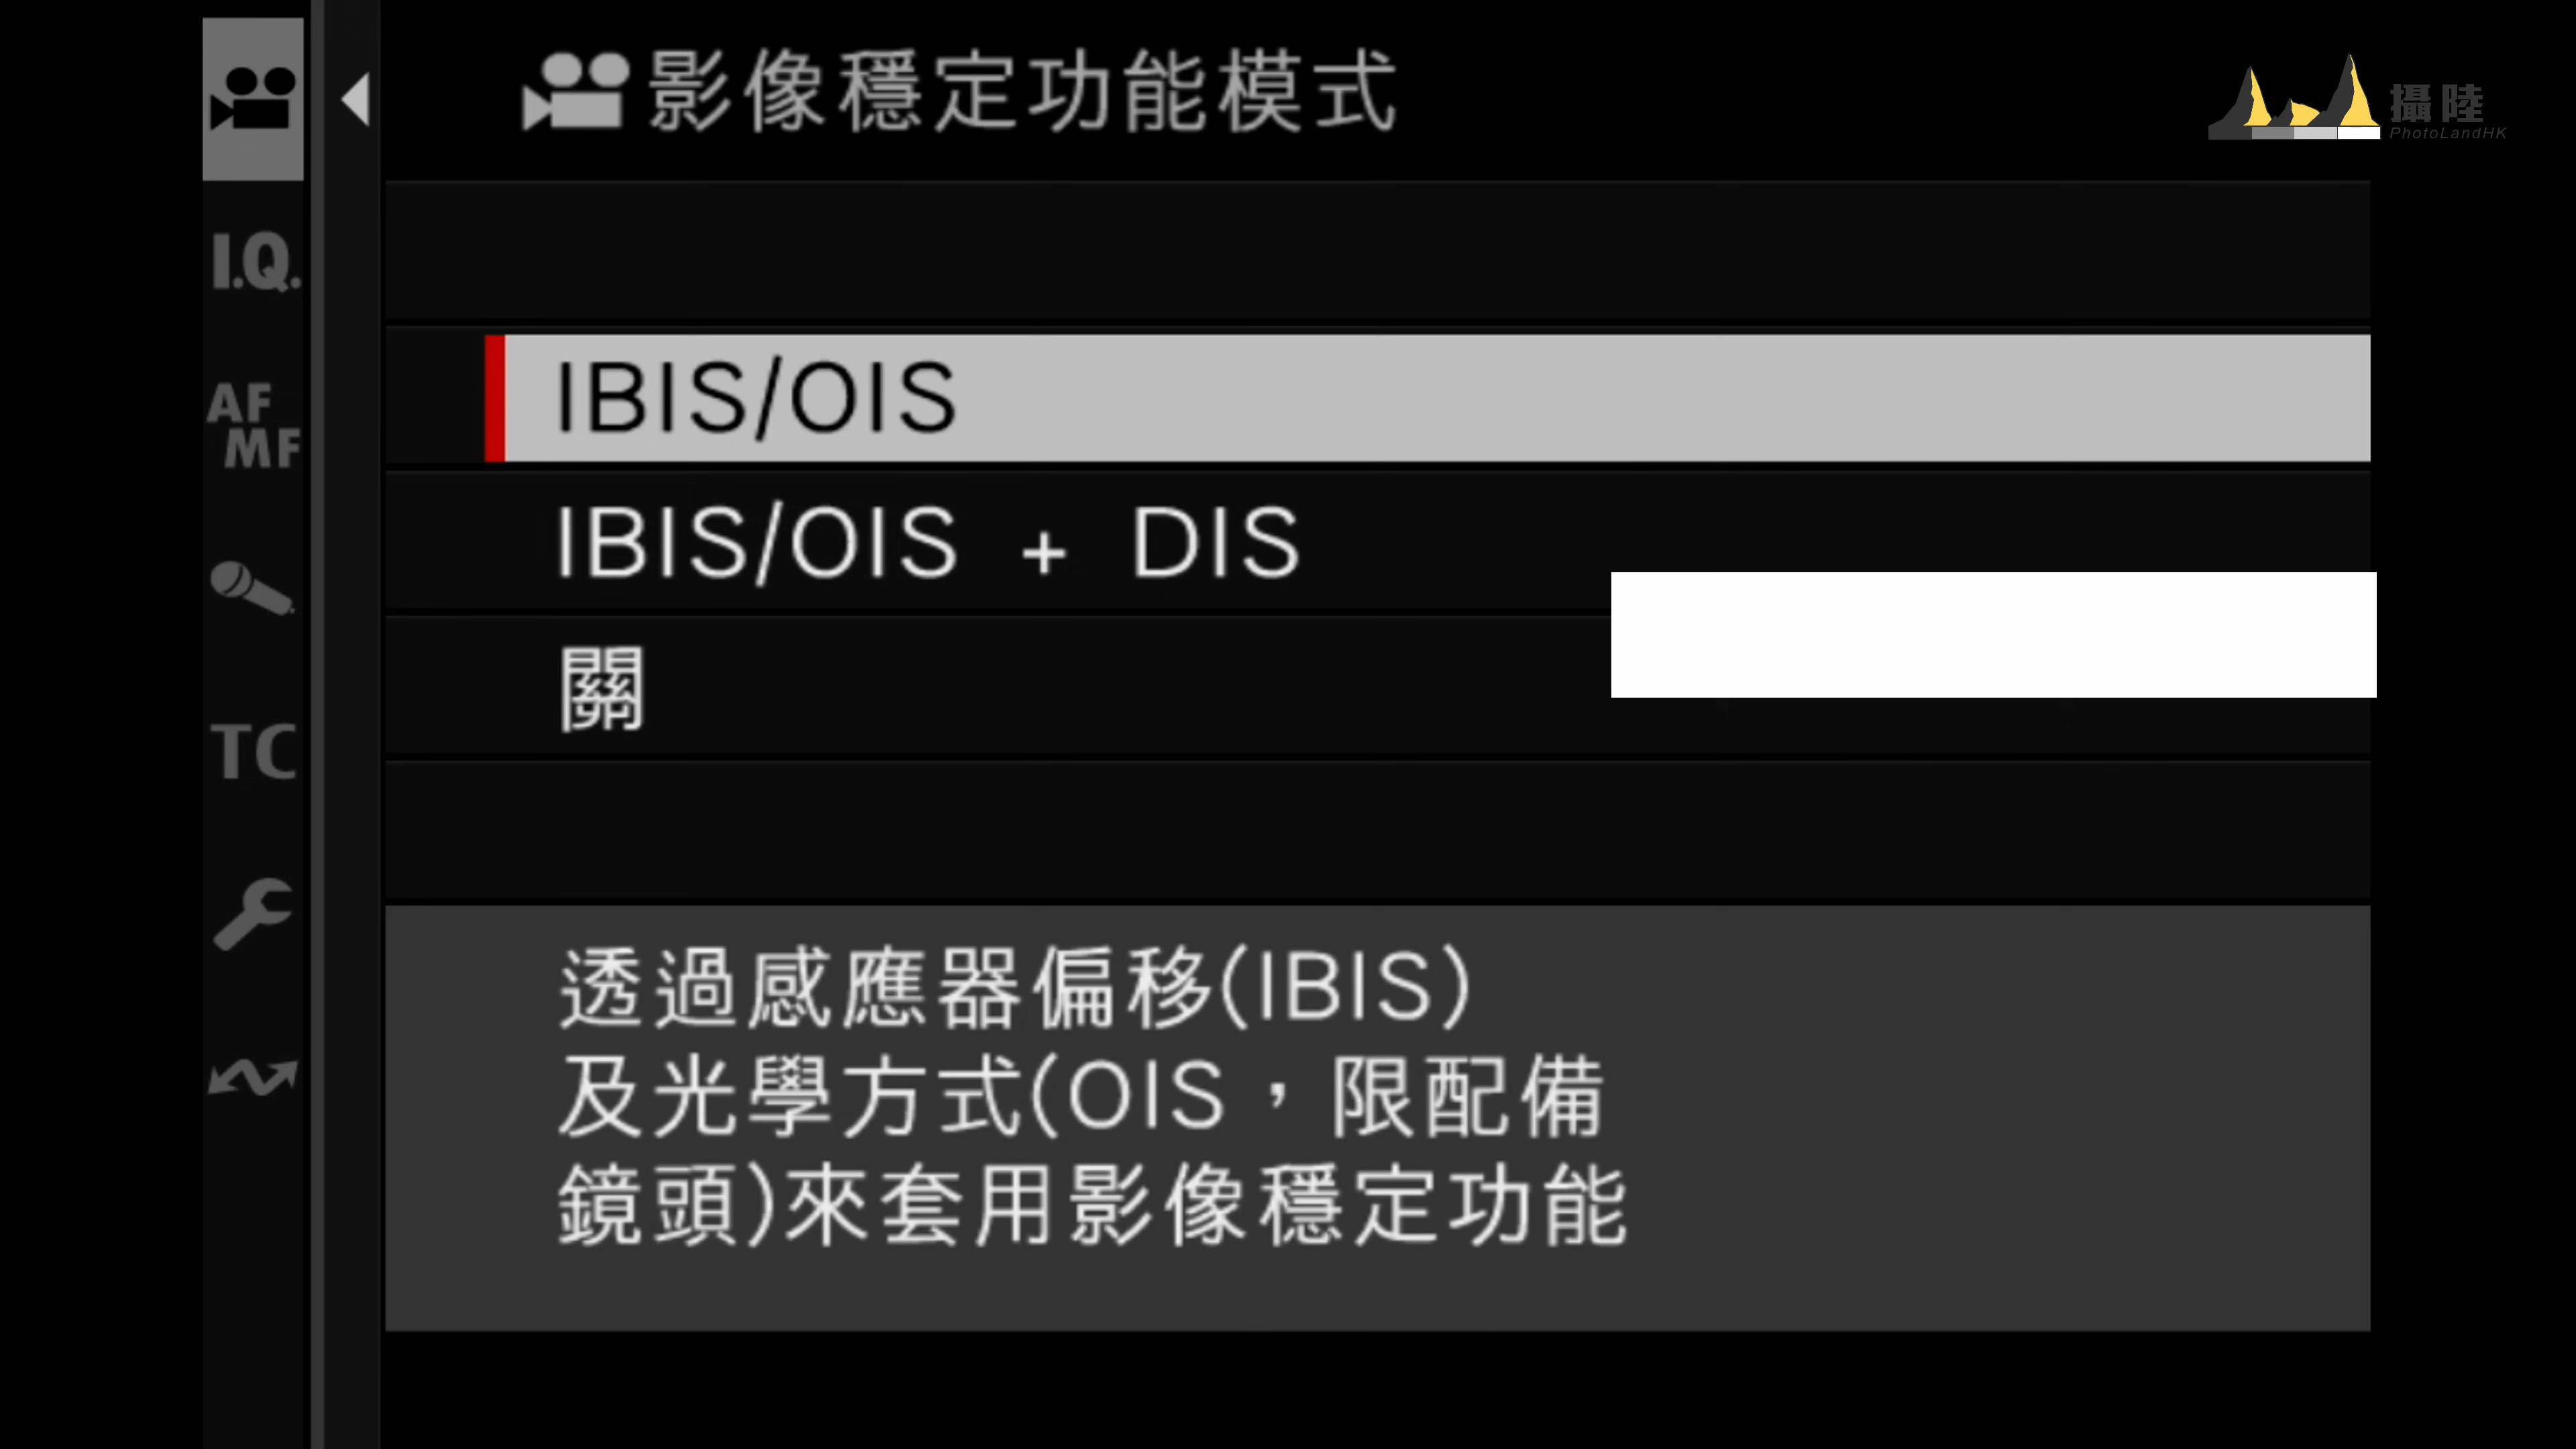 影像穩定功能模式
攝陸
PhotoLandHK
I.Q.
IBIS/OIS
AF
MF
IBIS/OIS + DIS
關
TC
透過感應器偏移(IBIS)
及光學方式(OIS，限配備
鏡頭)來套用影像穩定功能